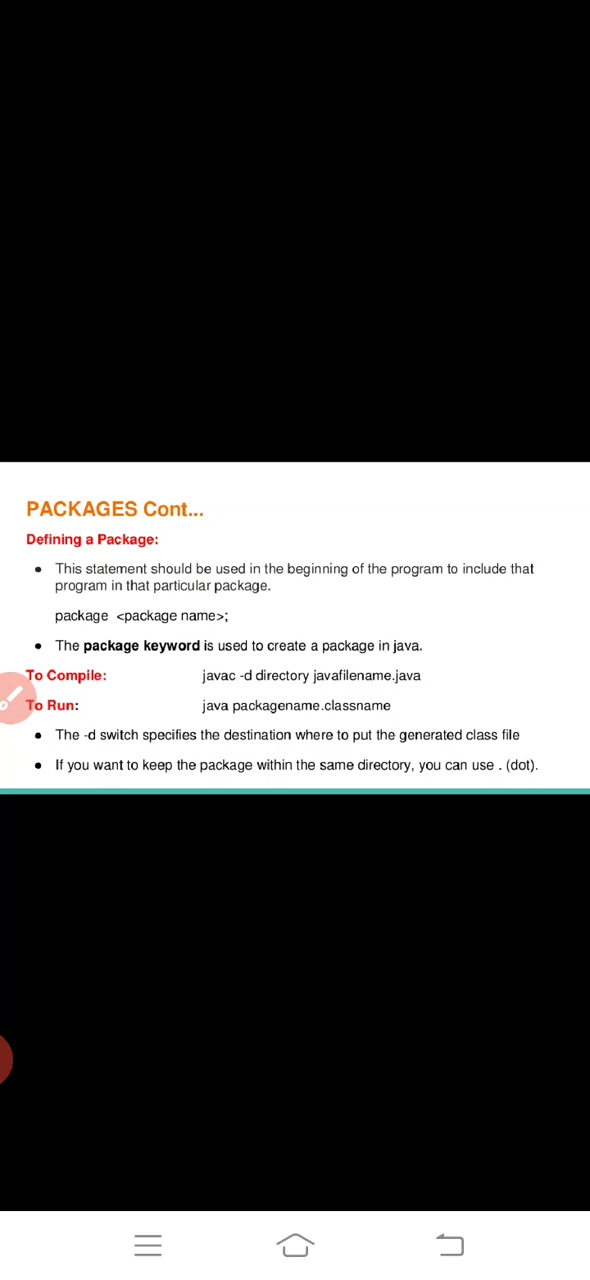 PACKAGES Cont...
Defining a Package:
• This statement should be used in the beginning of the program to include that
program in that particular package.
package <package name>;
• The package keyword is used to create a package in java.
To Compile: javac -d directory javafilename.java
To Run: java packagename.classname
• The -d switch specifies the destination where to put the generated class file
• If you want to keep the package within the same directory, you can use . (dot).